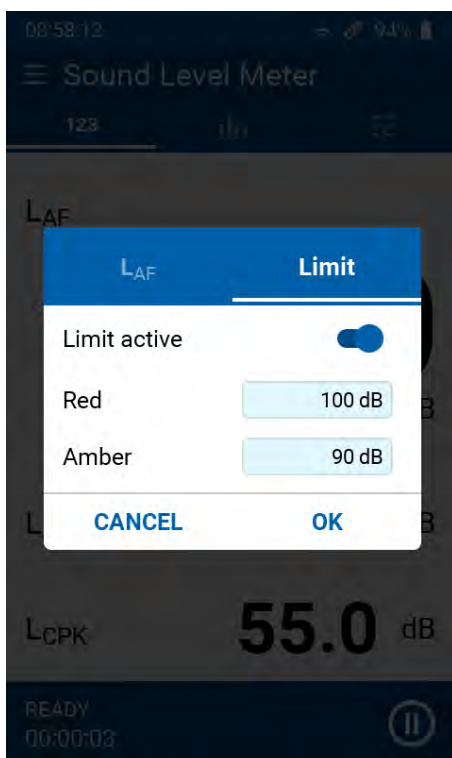 08:58:12 94%
Sound Level Meter
123
LAF
LAF Limit
Limit active
Red 100 dB
B
Amber 90 dB
CANCEL OK
L B
LCPK 55.0 dB
READY
00:00:03